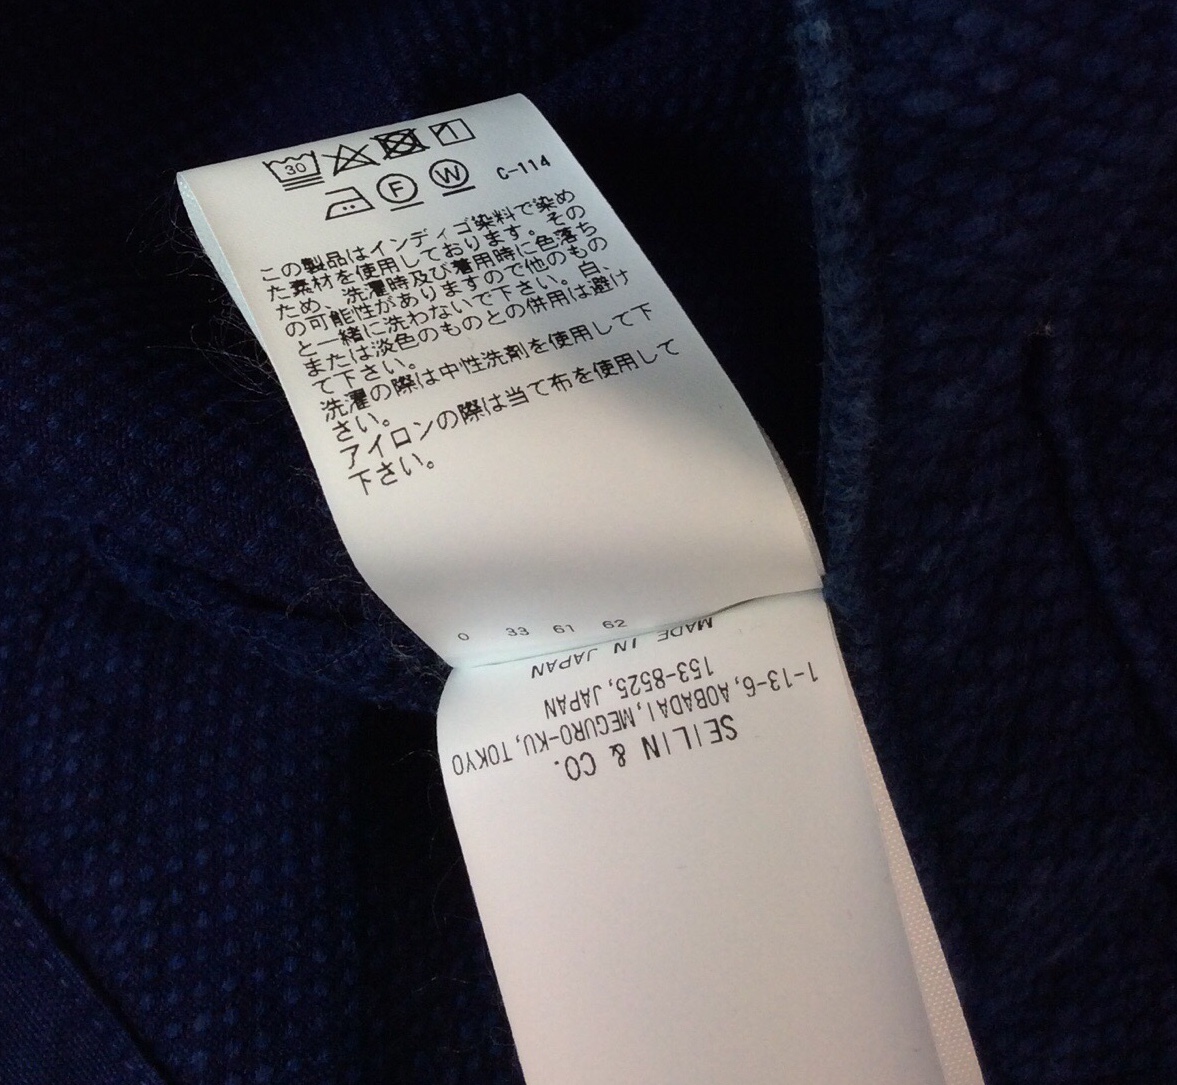 30
F W C-114
この製品はインディゴ染料で染め
た素材を使用しております。その
ため、洗濯時及び着用時に色落ち
の可能性がありますので他のもの
と一緒に洗わないで下さい。白、
または淡色のものとの併用は避け
て下さい。
洗濯の際は中性洗剤を使用して下
さい。
アイロンの際は当て布を使用して
下さい。
0 33 61 62
SEILIN & CO.
1-13-6, AOBADAI, MEGURO-KU, TOKYO
153-8525, JAPAN
MADE IN JAPAN